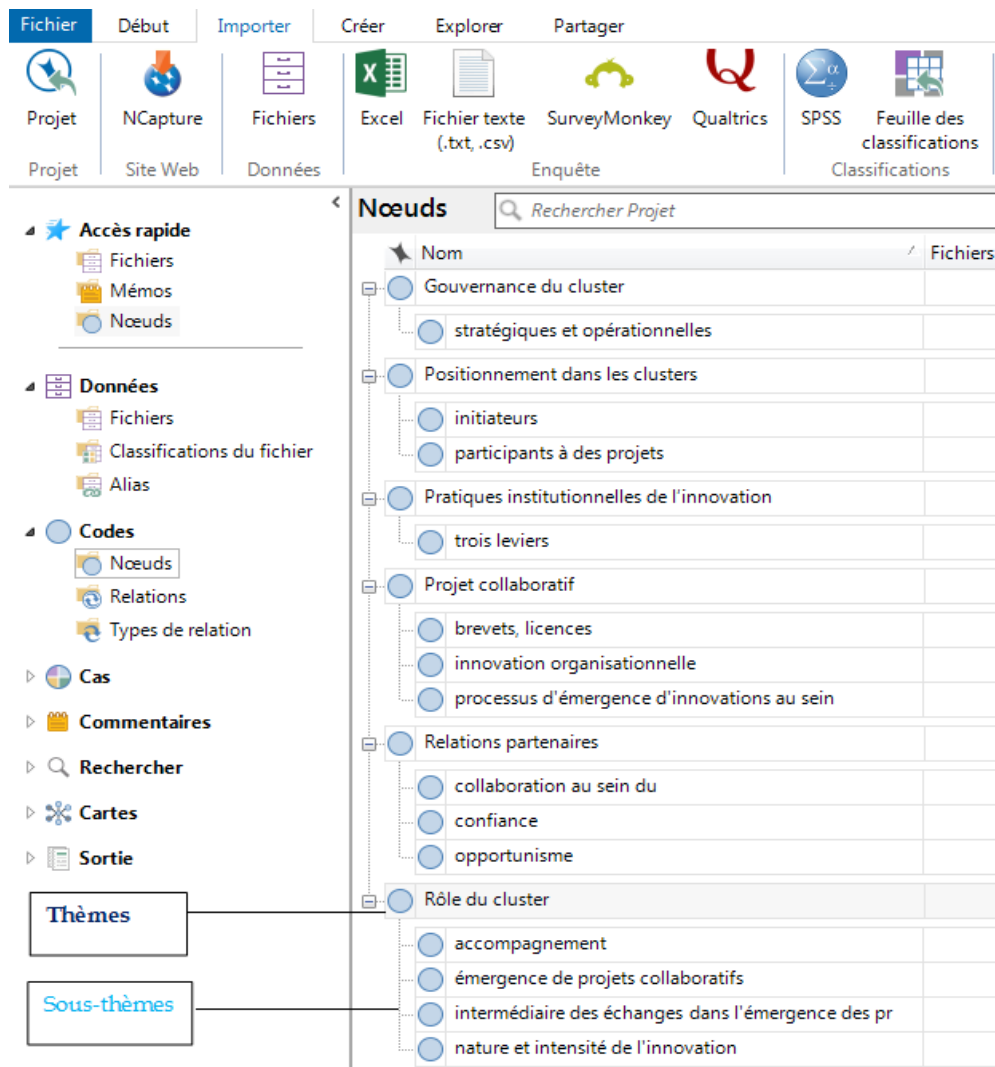 Fichier Début Importer Créer Explorer Partager
Projet NCapture Fichiers Excel Fichier texte (.txt, .csv) SurveyMonkey Qualtrics SPSS Feuille des classifications
Projet Site Web Données Enquête Classifications
Accès rapide
Fichiers
Mémos
Nœuds
Données
Fichiers
Classifications du fichier
Alias
Codes
Nœuds
Relations
Types de relation
Cas
Commentaires
Rechercher
Cartes
Sortie
Thèmes
Sous-thèmes
Nœuds Rechercher Projet
Nom Fichiers
Gouvernance du cluster
stratégiques et opérationnelles
Positionnement dans les clusters
initiateurs
participants à des projets
Pratiques institutionnelles de l'innovation
trois leviers
Projet collaboratif
brevets, licences
innovation organisationnelle
processus d'émergence d'innovations au sein
Relations partenaires
collaboration au sein du
confiance
opportunisme
Rôle du cluster
accompagnement
émergence de projets collaboratifs
intermédiaire des échanges dans l'émergence des pr
nature et intensité de l'innovation